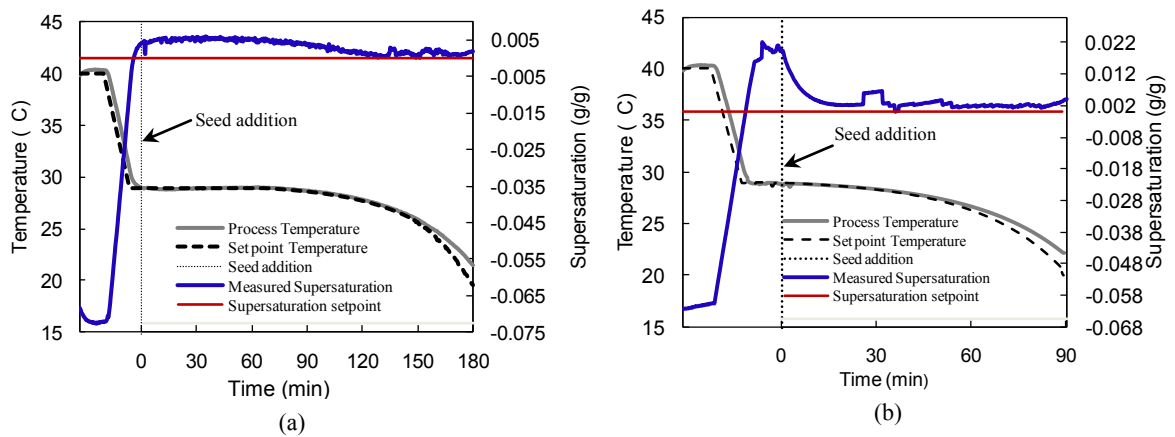 45
40
35
30
25
20
15
Temperature ( C)
0.005
-0.005
-0.015
-0.025
-0.035
-0.045
-0.055
-0.065
-0.075
Supersaturation (g/g)
Seed addition
Process Temperature
Set point Temperature
Seed addition
Measured Supersaturation
Supersaturation setpoint
0 30 60 90 120 150 180
Time (min)
(a)
45
40
35
30
25
20
15
Temperature ( C)
0.022
0.012
0.002
-0.008
-0.018
-0.028
-0.038
-0.048
-0.058
-0.068
Supersaturation (g/g)
Seed addition
Process Temperature
Set point Temperature
Seed addition
Measured Supersaturation
Supersaturation setpoint
0 30 60 90
Time (min)
(b)